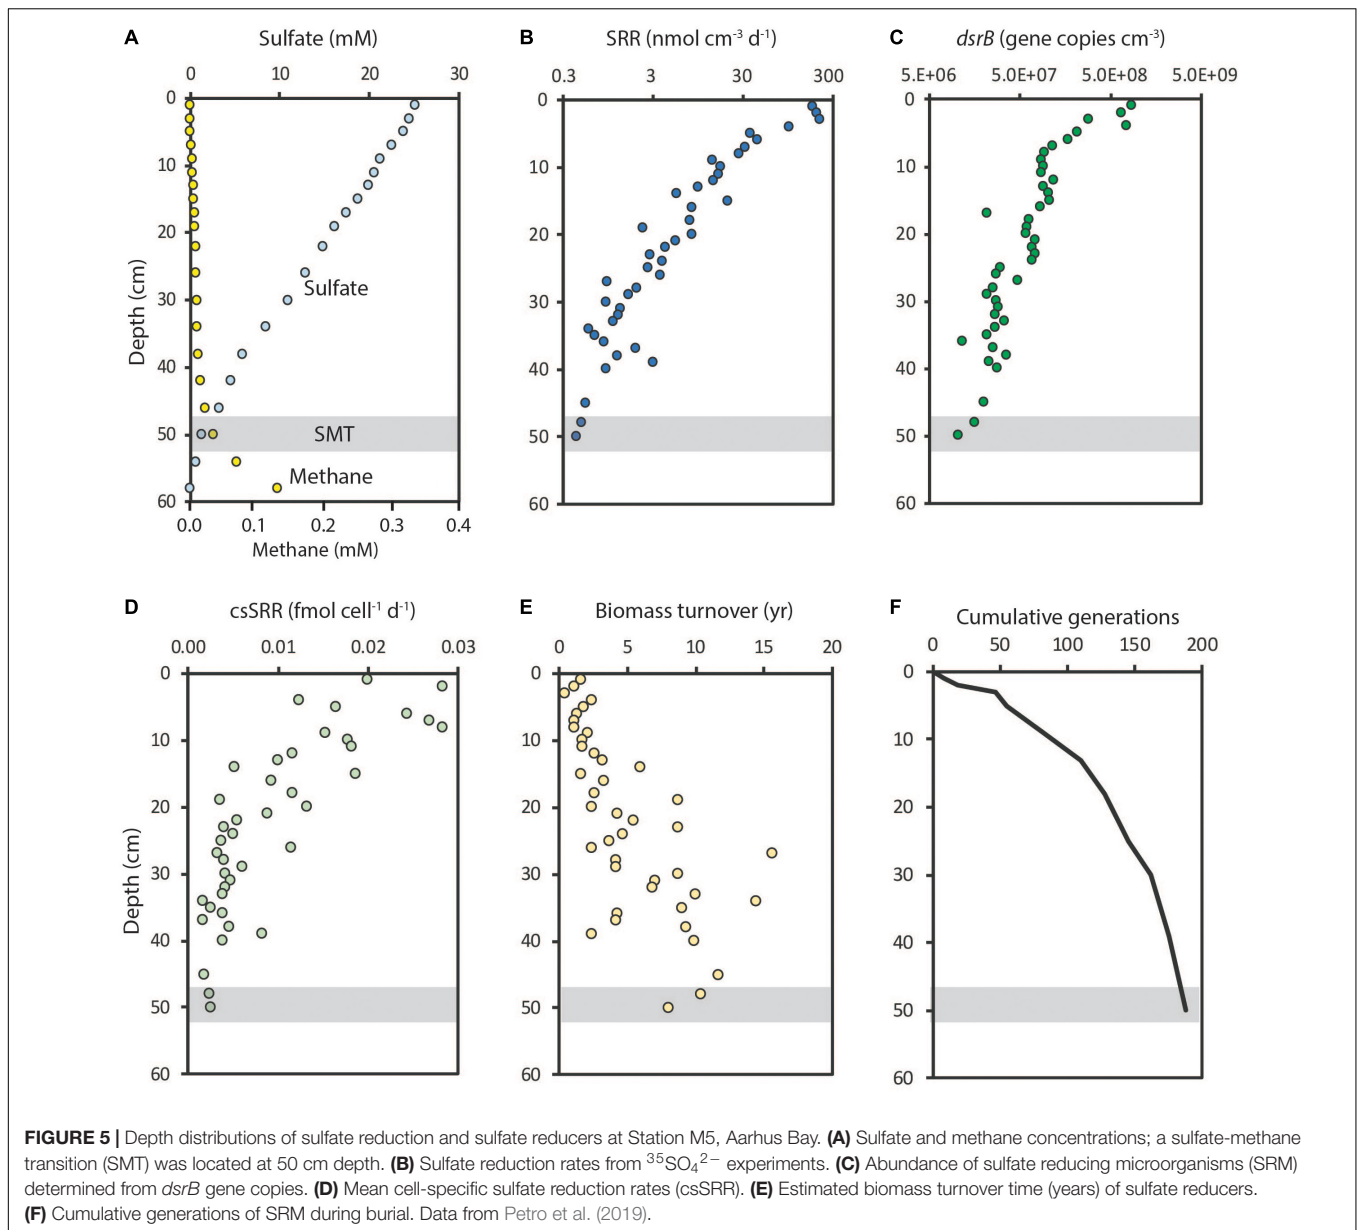 A Sulfate (mM)
0 10 20 30
0
10
20
30
40
50
60
Depth (cm)
Sulfate
SMT
Methane
0.0 0.1 0.2 0.3 0.4
Methane (mM)
B SRR (nmol cm-3 d-1)
0.3 3 30 300
0
10
20
30
40
50
60
C dsrB (gene copies cm-3)
5.E+06 5.0E+07 5.0E+08 5.0E+09
0
10
20
30
40
50
60
D csSRR (fmol cell-1 d-1)
0.00 0.01 0.02 0.03
0
10
20
30
40
50
60
Depth (cm)
E Biomass turnover (yr)
0 5 10 15 20
0
10
20
30
40
50
60
F Cumulative generations
0 50 100 150 200
0
10
20
30
40
50
60
FIGURE 5 | Depth distributions of sulfate reduction and sulfate reducers at Station M5, Aarhus Bay. (A) Sulfate and methane concentrations; a sulfate-methane
transition (SMT) was located at 50 cm depth. (B) Sulfate reduction rates from 35SO42− experiments. (C) Abundance of sulfate reducing microorganisms (SRM)
determined from dsrB gene copies. (D) Mean cell-specific sulfate reduction rates (csSRR). (E) Estimated biomass turnover time (years) of sulfate reducers.
(F) Cumulative generations of SRM during burial. Data from Petro et al. (2019).